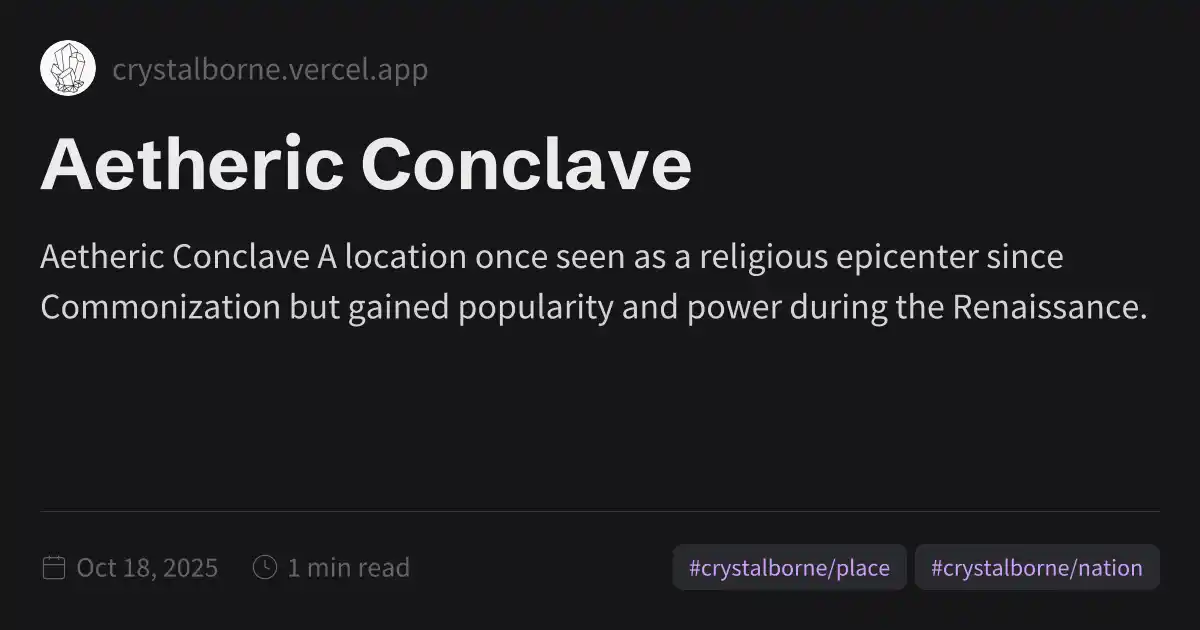 crystalborne.vercel.app
Aetheric Conclave
Aetheric Conclave A location once seen as a religious epicenter since
Commonization but gained popularity and power during the Renaissance.
Oct 18, 2025
1 min read
#crystalborne/place
#crystalborne/nation